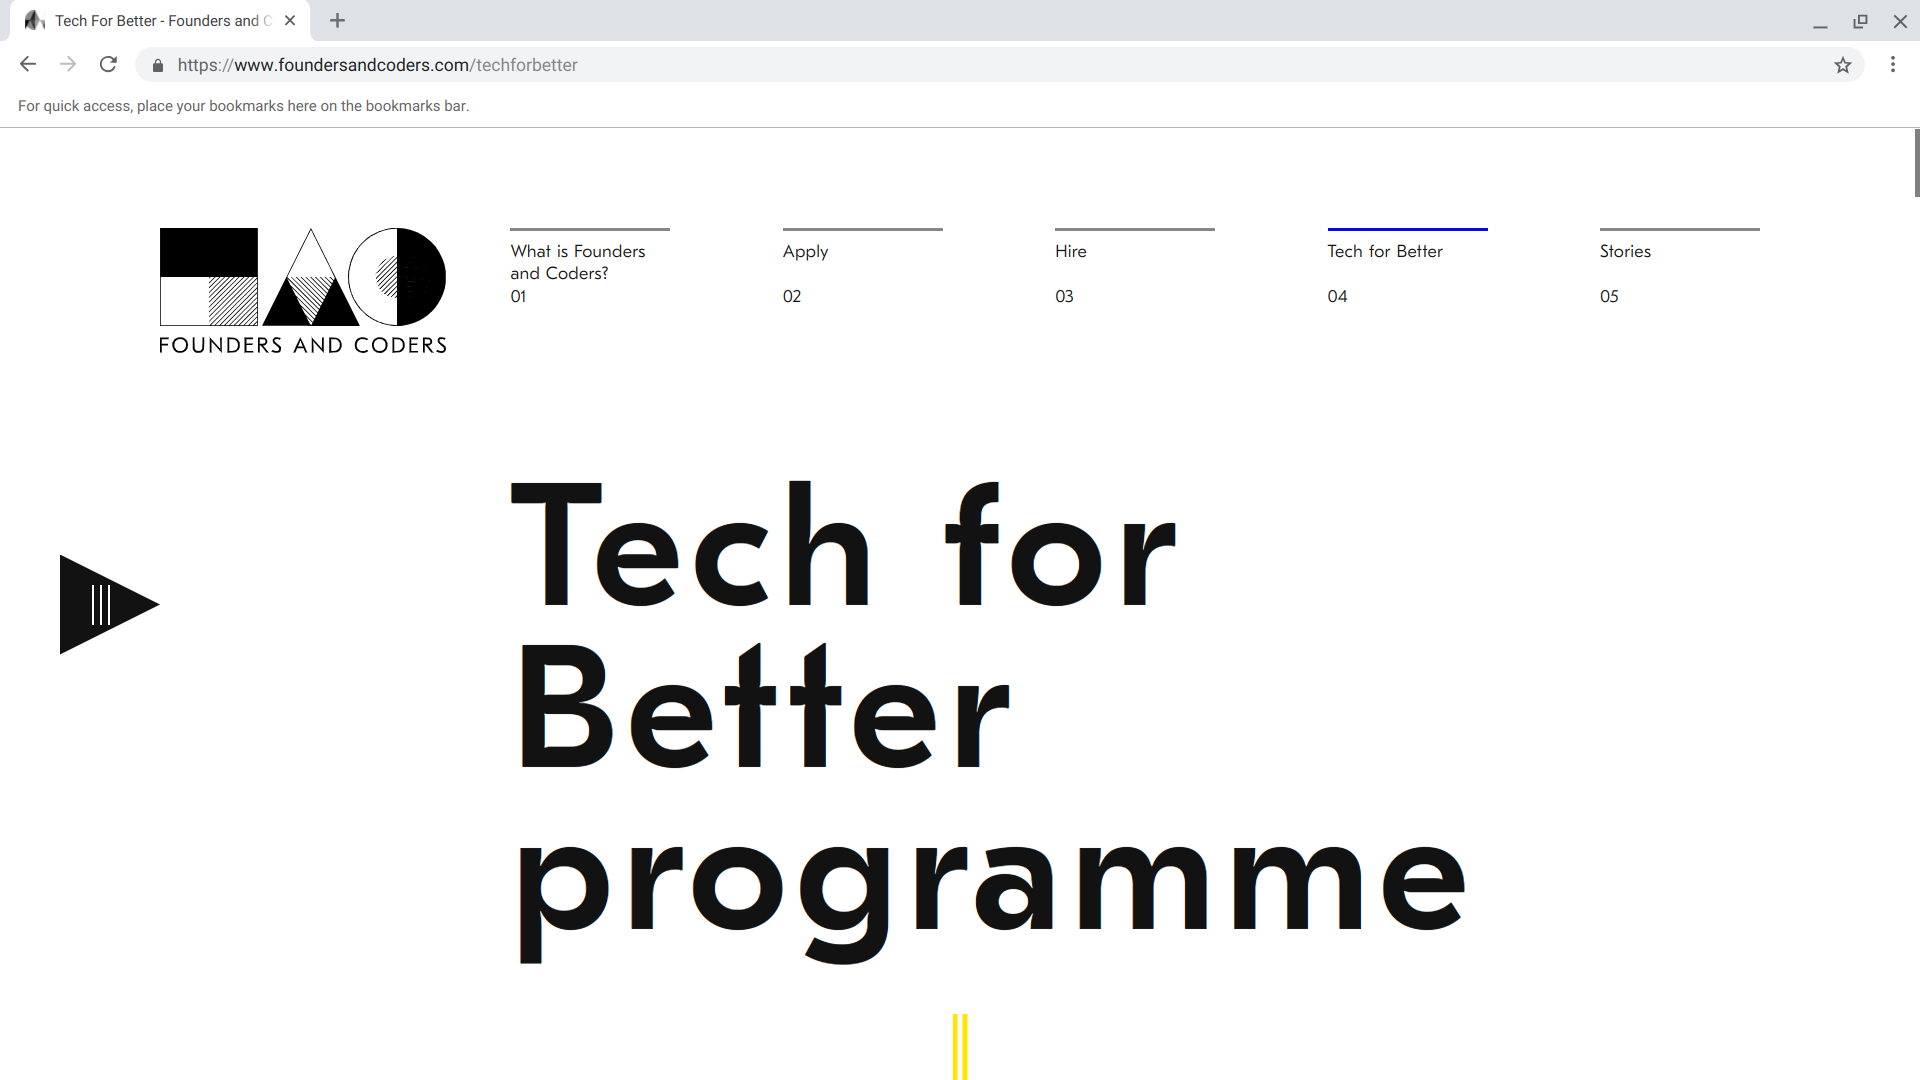 Tech For Better - Founders and C
https://www.foundersandcoders.com/techforbetter
For quick access, place your bookmarks here on the bookmarks bar.
FOUNDERS AND CODERS
What is Founders
and Coders?
01
Apply
02
Hire
03
Tech for Better
04
Stories
05
Tech for
Better
programme